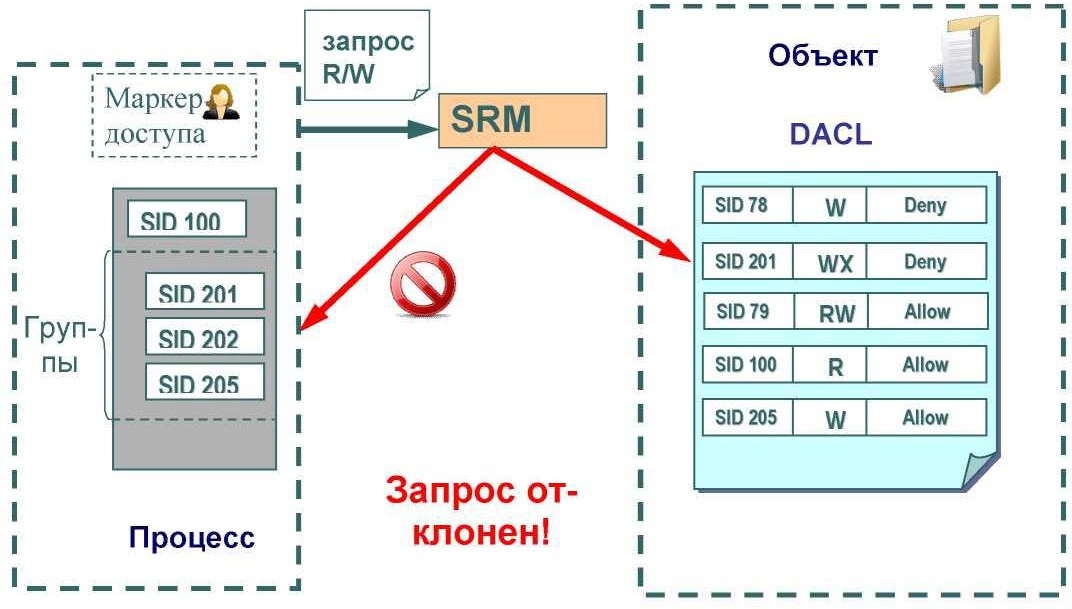 запрос
R/W
Маркер
доступа
SRM
Объект
DACL
SID 100
Груп-
пы
SID 201
SID 202
SID 205
SID 78 W Deny
SID 201 WX Deny
SID 79 RW Allow
SID 100 R Allow
SID 205 W Allow
Запрос от-
клонен!
Процесс